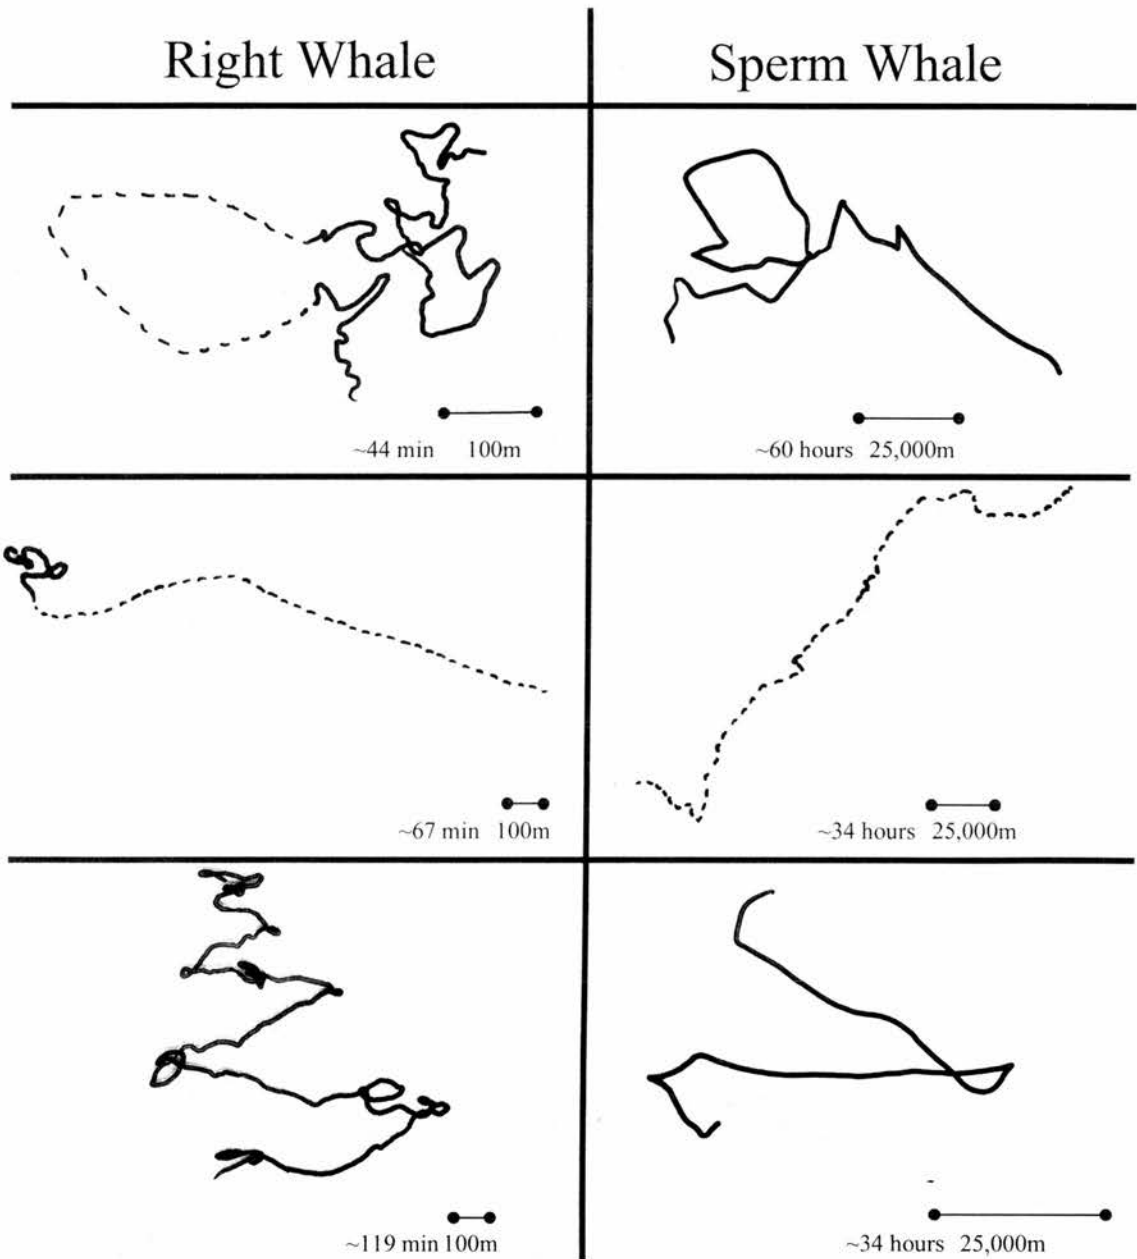 Right Whale
Sperm Whale
~44 min 100m
~60 hours 25,000m
~67 min 100m
~34 hours 25,000m
~119 min 100m
~34 hours 25,000m